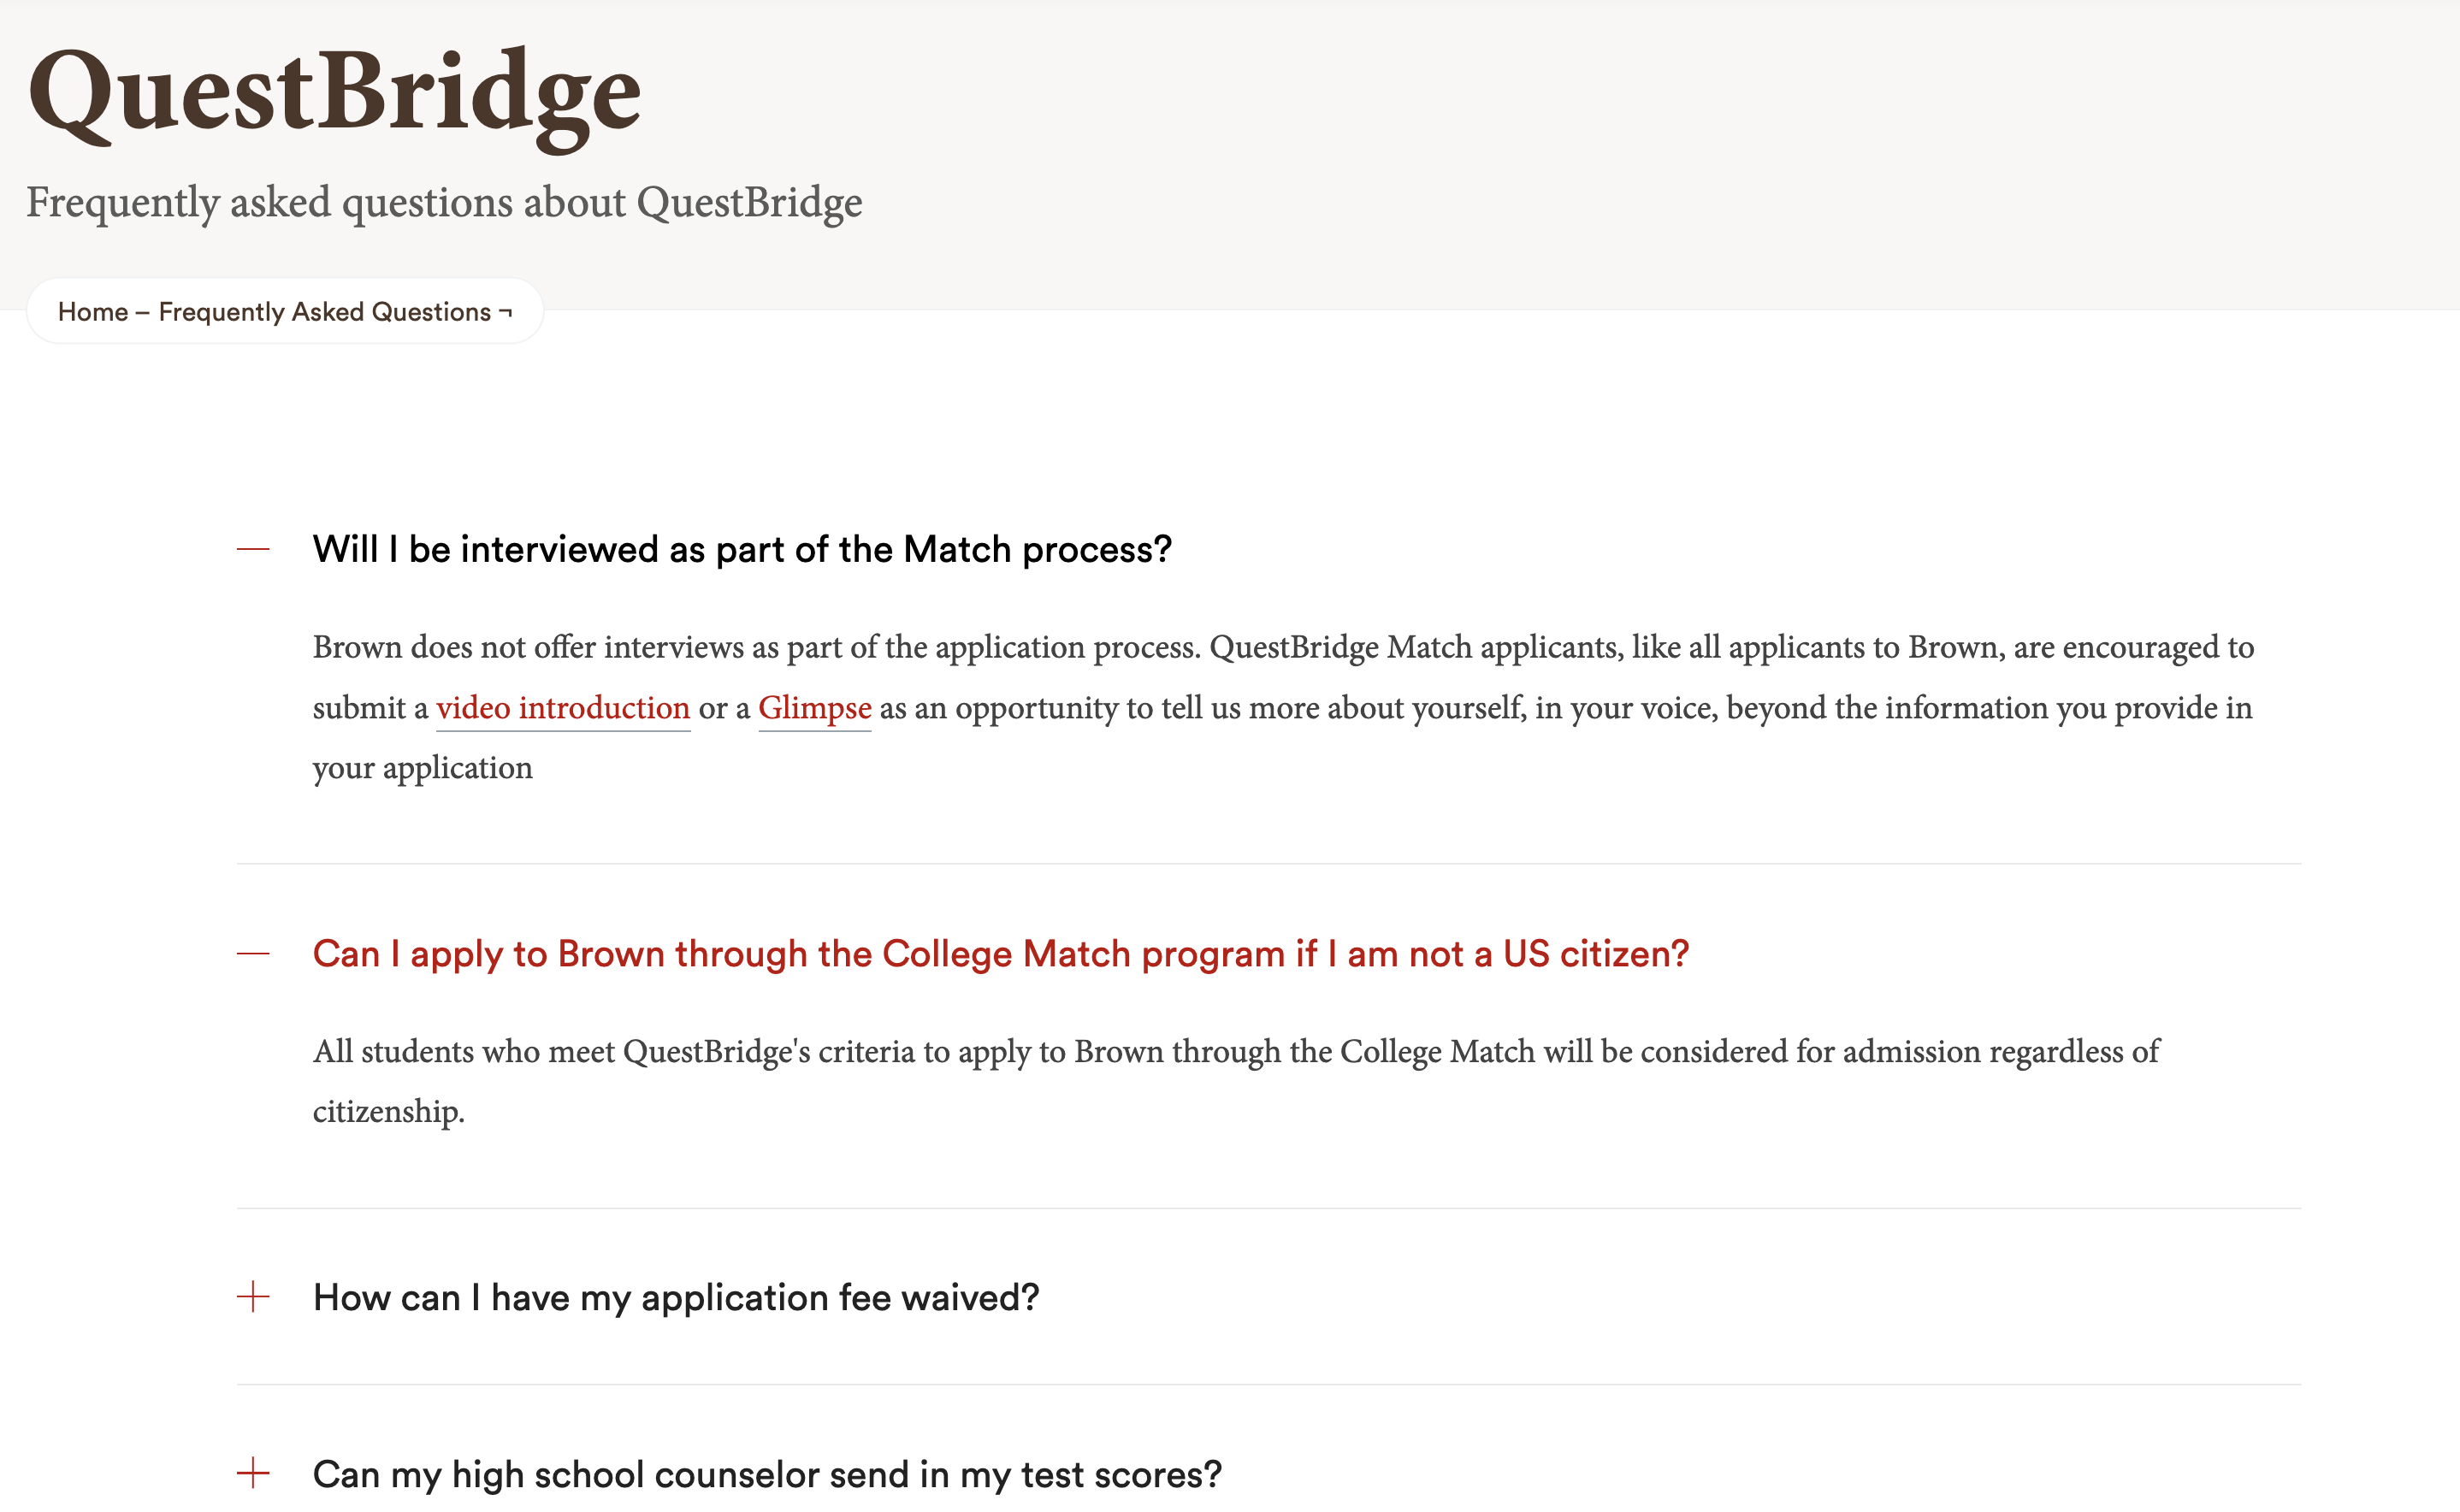 QuestBridge
Frequently asked questions about QuestBridge
Home – Frequently Asked Questions ¬
Will I be interviewed as part of the Match process?
Brown does not offer interviews as part of the application process. QuestBridge Match applicants, like all applicants to Brown, are encouraged to
submit a video introduction or a Glimpse as an opportunity to tell us more about yourself, in your voice, beyond the information you provide in
your application
Can I apply to Brown through the College Match program if I am not a US citizen?
All students who meet QuestBridge's criteria to apply to Brown through the College Match will be considered for admission regardless of
citizenship.
How can I have my application fee waived?
Can my high school counselor send in my test scores?